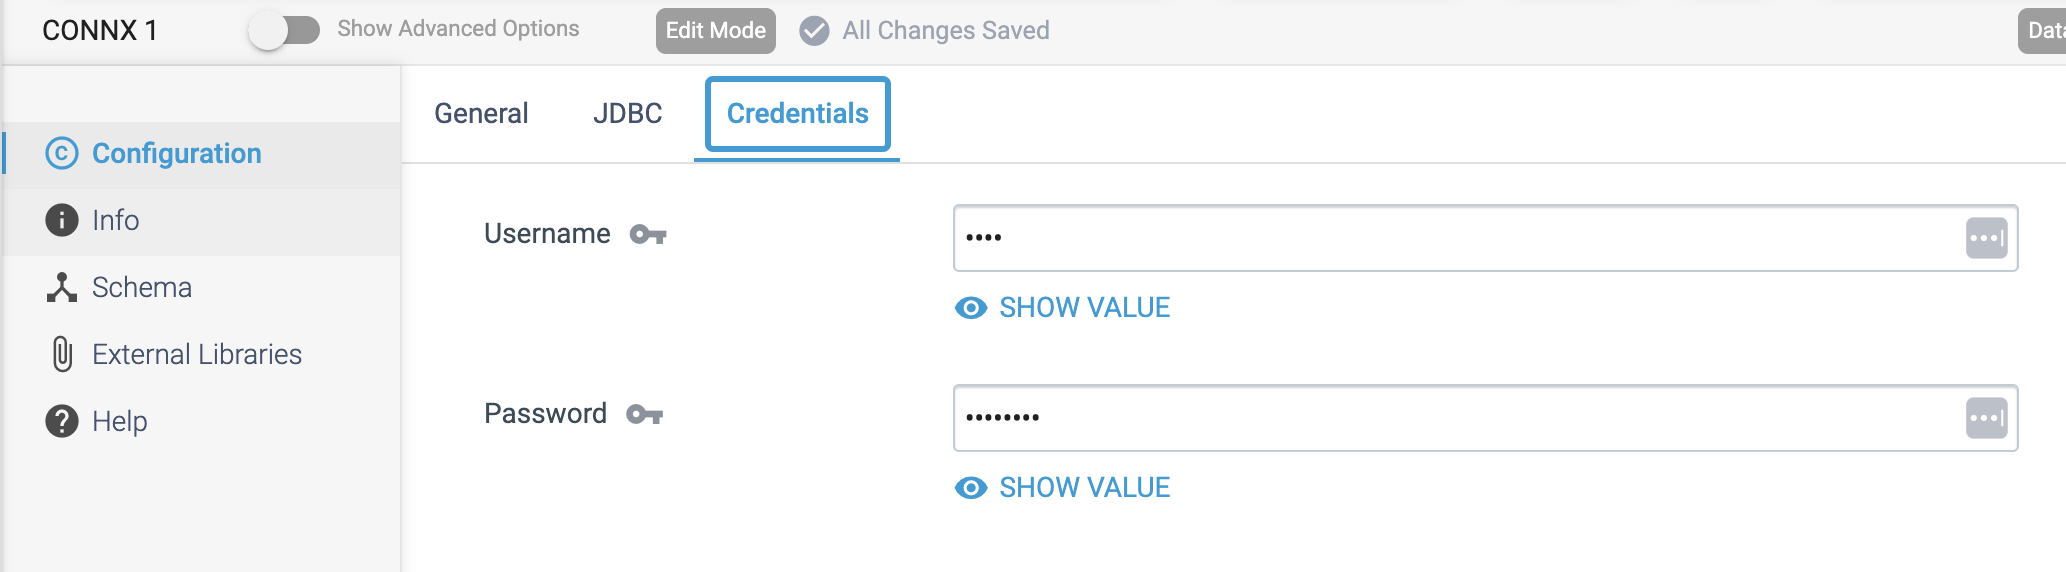 CONNX 1
Show Advanced Options
Edit Mode
All Changes Saved
General
JDBC
Credentials
Configuration
Info
Schema
External Libraries
Help
Username
••••
SHOW VALUE
Password
••••••••
SHOW VALUE